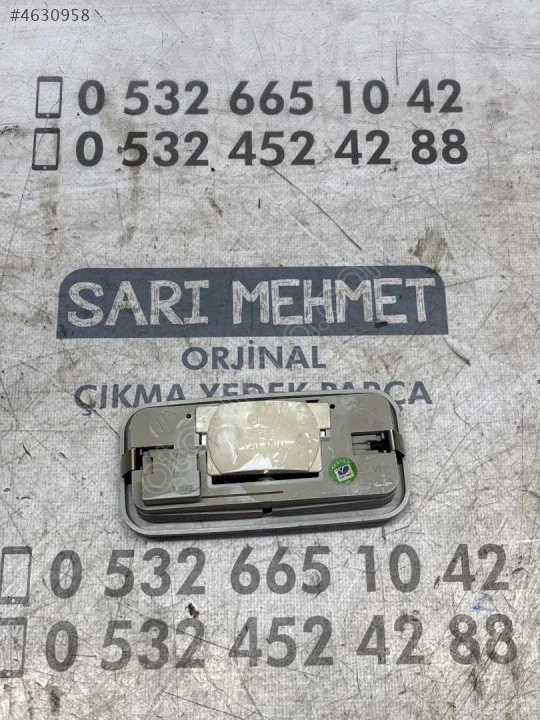 #4630958
0 532 665 10 42
0 532 452 42 88
SARI MEHMET
ORJİNAL
ÇIKMA YEDEK PARÇA
0 532 665 10 42
0 532 452 42 88